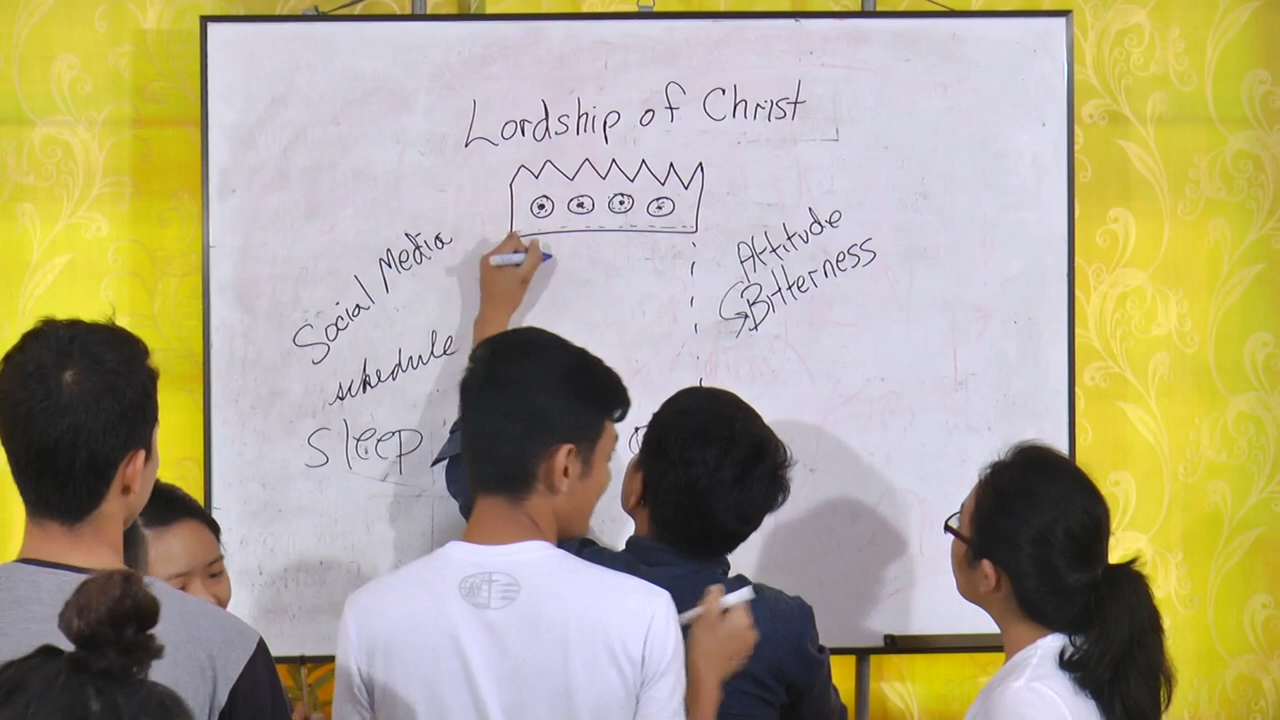 Lordship of Christ
Social Media
schedule
Sleep
Attitude
Bitterness